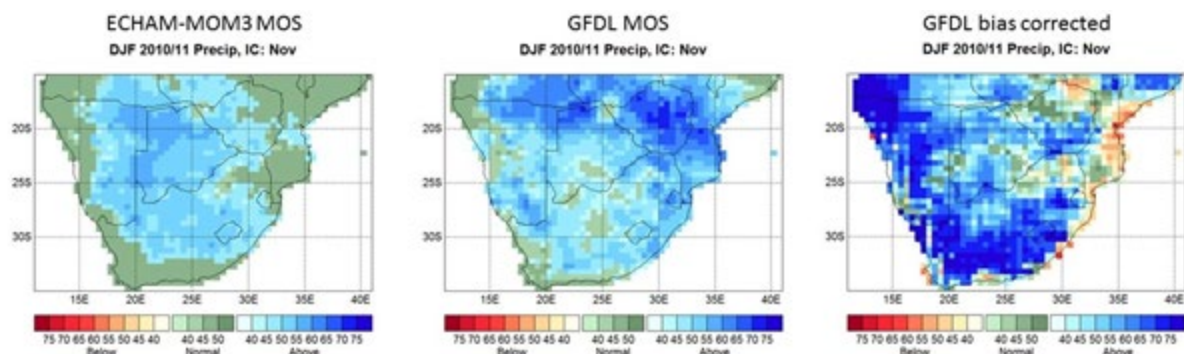 ECHAM-MOM3 MOS
DJF 2010/11 Precip, IC: Nov
20S
25S
30S
15E 20E 25E 30E 35E 40E
75 70 65 60 55 50 45 40 40 45 50 40 45 50 55 60 65 70 75
Below Normal Above
GFDL MOS
DJF 2010/11 Precip, IC: Nov
20S
25S
30S
15E 20E 25E 30E 35E 40E
75 70 65 60 55 50 45 40 40 45 50 40 45 50 55 60 65 70 75
Below Normal Above
GFDL bias corrected
DJF 2010/11 Precip, IC: Nov
20S
25S
30S
15E 20E 25E 30E 35E 40E
75 70 65 60 55 50 45 40 40 45 50 40 45 50 55 60 65 70 75
Below Normal Above